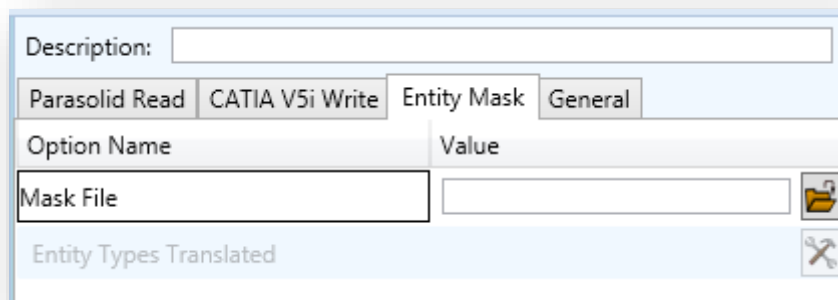 Description:
Parasolid Read CATIA V5i Write Entity Mask General
Option Name Value
Mask File
Entity Types Translated